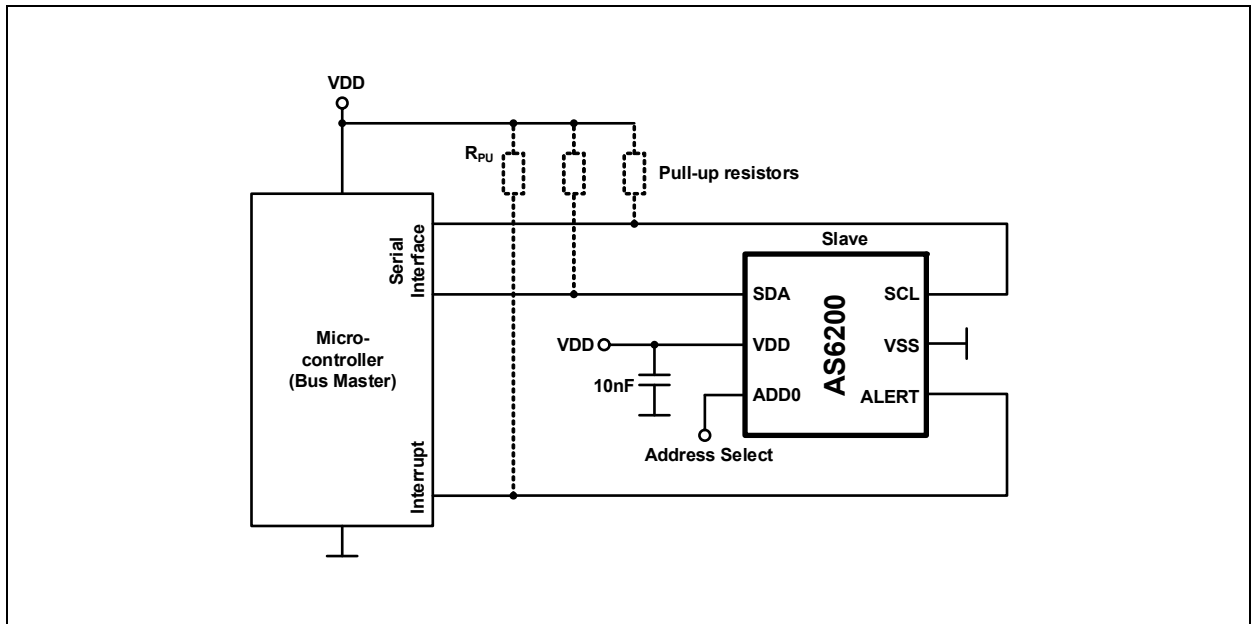 VDD
RPU
Pull-up resistors
Serial
Interface
Slave
SDA
SCL
AS6200
Micro-
controller
(Bus Master)
VDD
VDD
VSS
10nF
ADD0
ALERT
Address Select
Interrupt